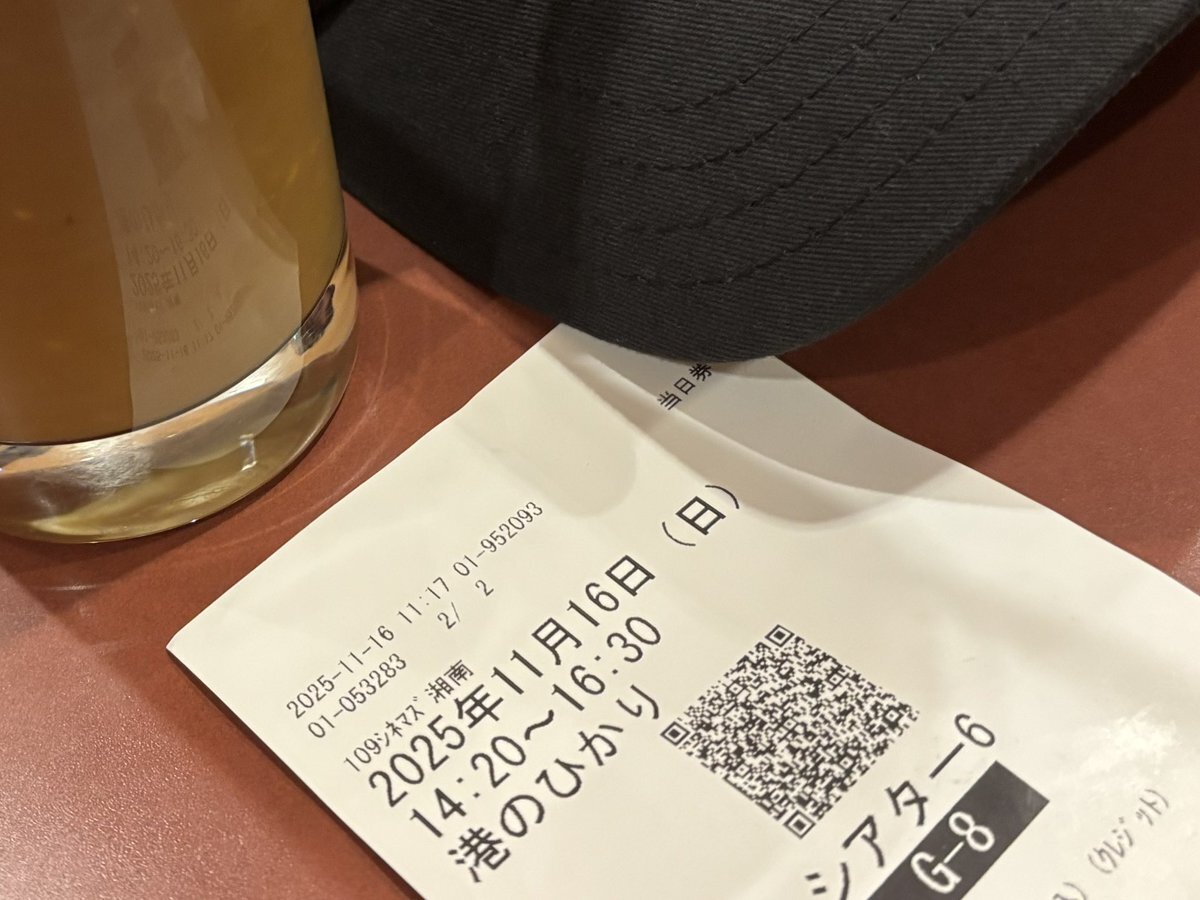 当日券
2025-11-16 11:17 01-952093
01-053283 2/ 2
109シネマズ湘南
2025年11月16日（日）
14:20～16:30
港のひかり
シアター6
G-8
(クレジット)